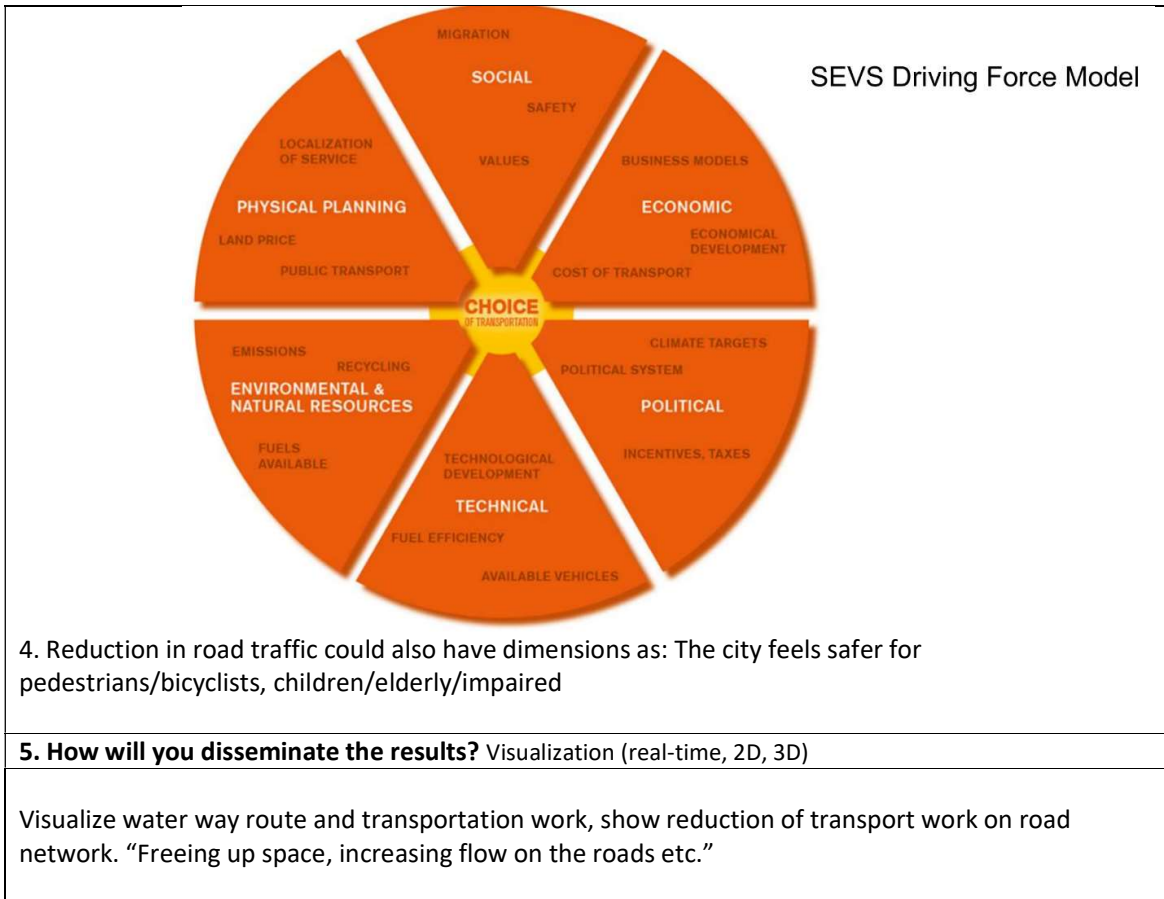 SEVS Driving Force Model
MIGRATION
SOCIAL
SAFETY
VALUES
BUSINESS MODELS
ECONOMIC
ECONOMICAL
DEVELOPMENT
COST OF TRANSPORT
CLIMATE TARGETS
POLITICAL SYSTEM
POLITICAL
INCENTIVES, TAXES
TECHNOLOGICAL
DEVELOPMENT
TECHNICAL
FUEL EFFICIENCY
AVAILABLE VEHICLES
EMISSIONS
RECYCLING
ENVIRONMENTAL &
NATURAL RESOURCES
FUELS
AVAILABLE
LOCALIZATION
OF SERVICE
PHYSICAL PLANNING
LAND PRICE
PUBLIC TRANSPORT
CHOICE
OF TRANSPORTATION
4. Reduction in road traffic could also have dimensions as: The city feels safer for
pedestrians/bicyclists, children/elderly/impaired
5. How will you disseminate the results? Visualization (real-time, 2D, 3D)
Visualize water way route and transportation work, show reduction of transport work on road
network. “Freeing up space, increasing flow on the roads etc.”